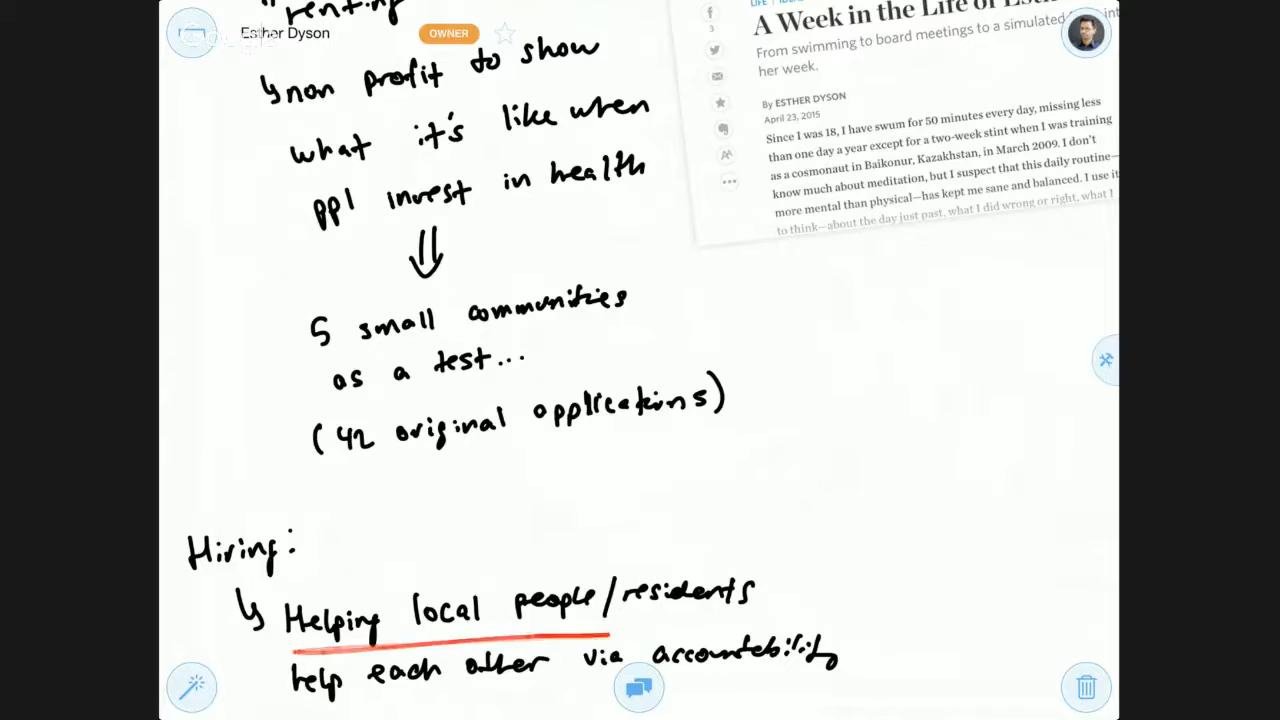 "renting
Esther Dyson
OWNER
↳ non profit to show
what it's like when
ppl invest in health
⇓
5 small communities
as a test...
(42 original applications)
Hiring:
↳ Helping local people/residents
help each other via accountability
LIFE
A Week in the Life of
From swimming to board meetings to a simulated
her week.
By ESTHER DYSON
April 23, 2015
Since I was 18, I have swum for 50 minutes every day, missing less
than one day a year except for a two-week stint when I was training
as a cosmonaut in Baikonur, Kazakhstan, in March 2009. I don't
know much about meditation, but I suspect that this daily routine—
more mental than physical—has kept me sane and balanced. I use it
to think—about the day just past, what I did wrong or right, what I
3